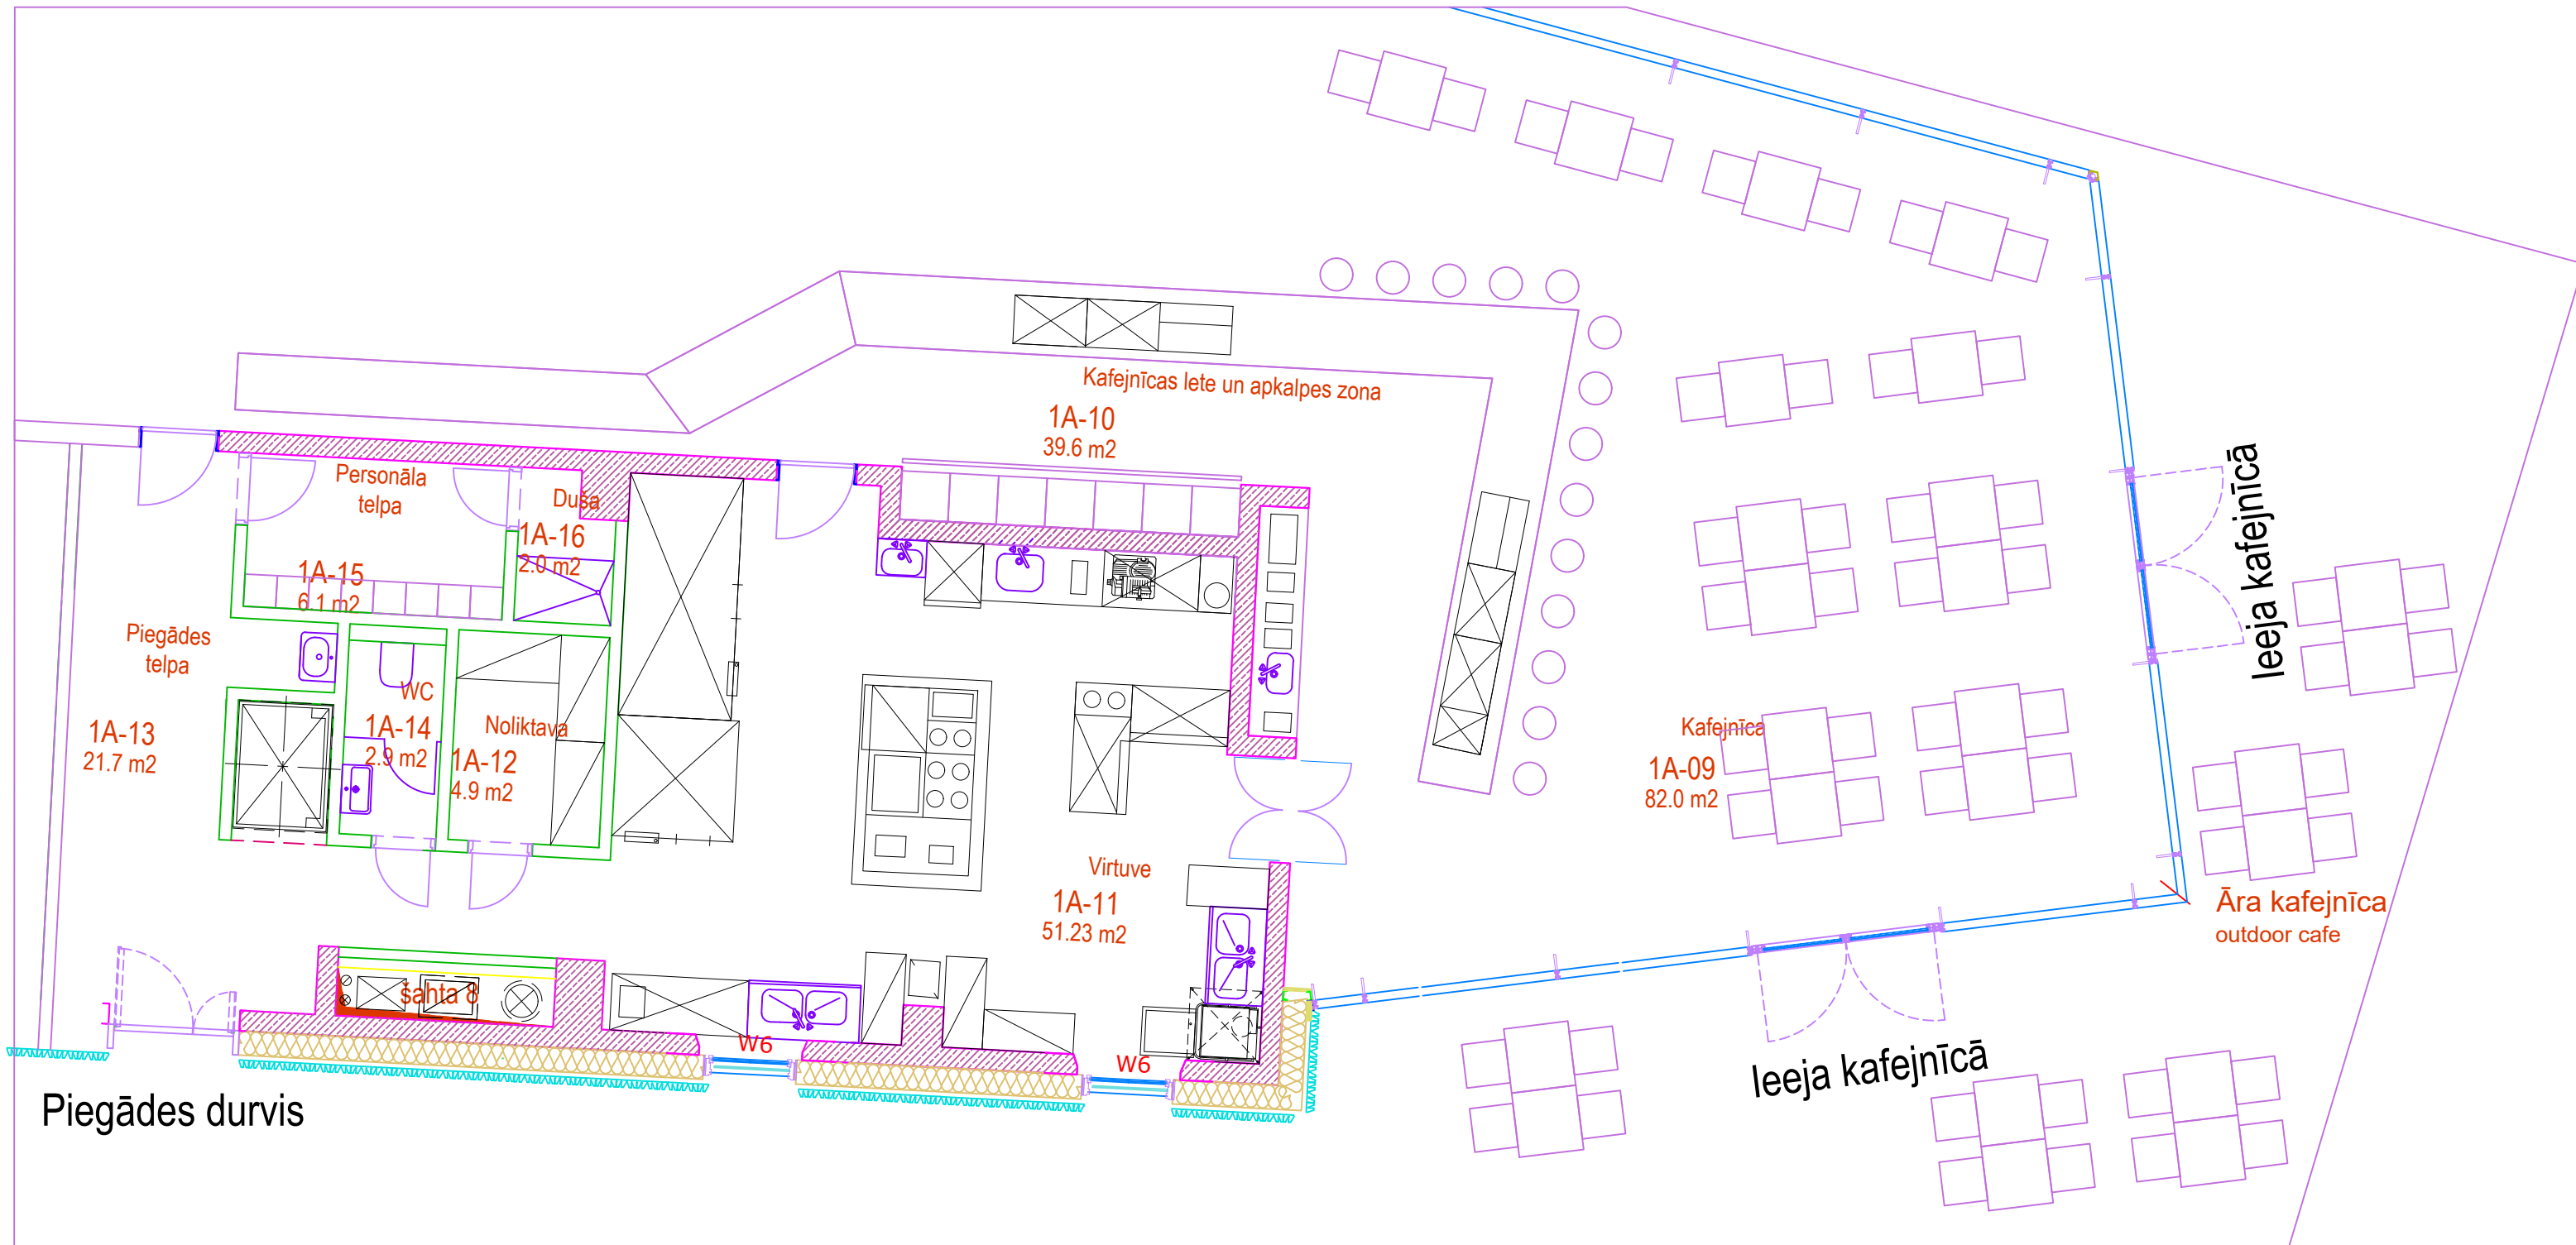 Kafejnīcas lete un apkalpes zona
1A-10
39.6 m2
Personāla
telpa
Duša
1A-16
2.0 m2
1A-15
6.1 m2
Piegādes
telpa
1A-13
21.7 m2
WC
1A-14
2.9 m2
Noliktava
1A-12
4.9 m2
Virtuve
1A-11
51.23 m2
Kafejnīca
1A-09
82.0 m2
Ieeja kafejnīcā
Āra kafejnīca
outdoor cafe
Ieeja kafejnīcā
šahta 8
W6
W6
Piegādes durvis